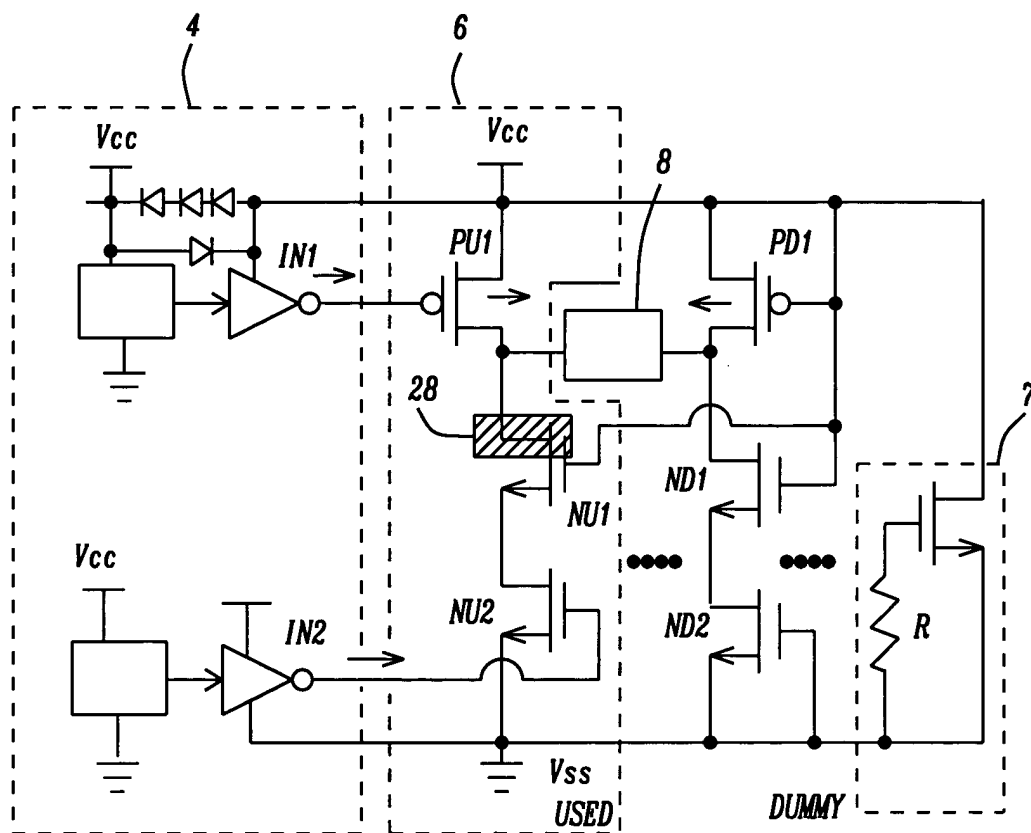 4
6
Vcc
Vcc
8
PU1
PD1
IN1
28
7
NU1
ND1
Vcc
NU2
ND2
IN2
R
Vss
USED
DUMMY